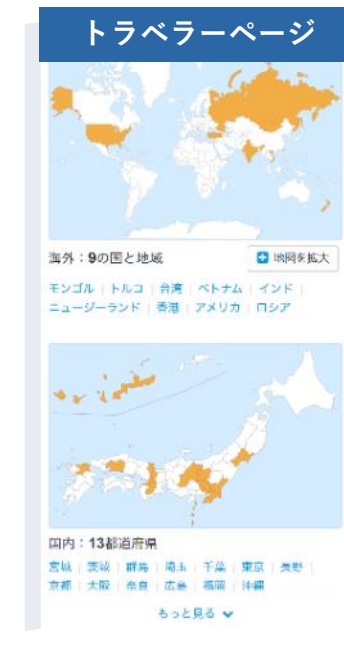 トラベラーページ
海外：9の国と地域
地図を拡大
モンゴル | トルコ | 台湾 | ベトナム | インド |
ニュージーランド | 香港 | アメリカ | ロシア
国内：13都道府県
宮城 | 茨城 | 群馬 | 埼玉 | 千葉 | 東京 | 長野 |
京都 | 大阪 | 奈良 | 広島 | 福岡 | 沖縄
もっと見る